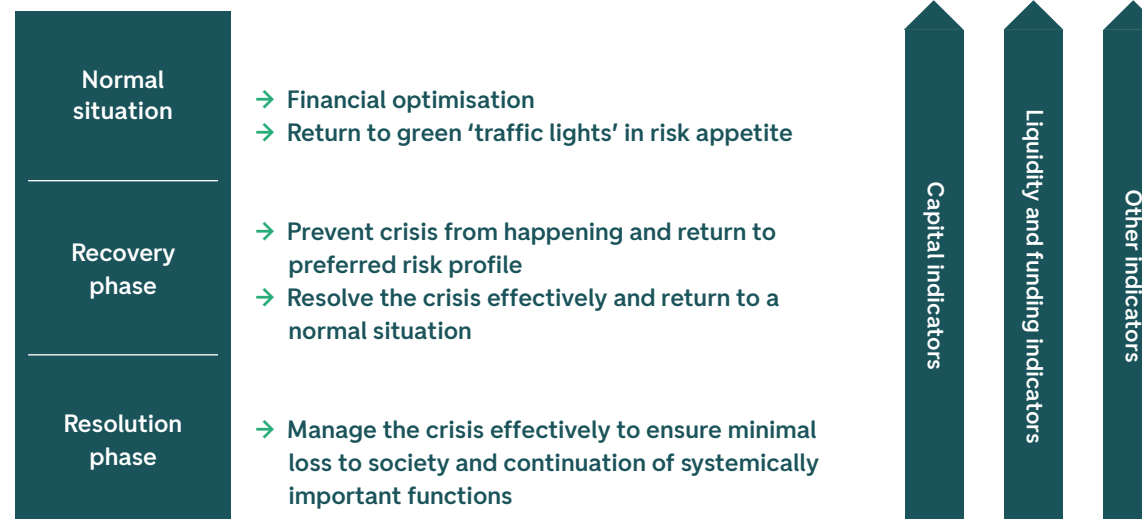 Normal
situation
→ Financial optimisation
→ Return to green ‘traffic lights’ in risk appetite
Recovery
phase
→ Prevent crisis from happening and return to
preferred risk profile
→ Resolve the crisis effectively and return to a
normal situation
Resolution
phase
→ Manage the crisis effectively to ensure minimal
loss to society and continuation of systemically
important functions
Capital indicators
Liquidity and funding indicators
Other indicators